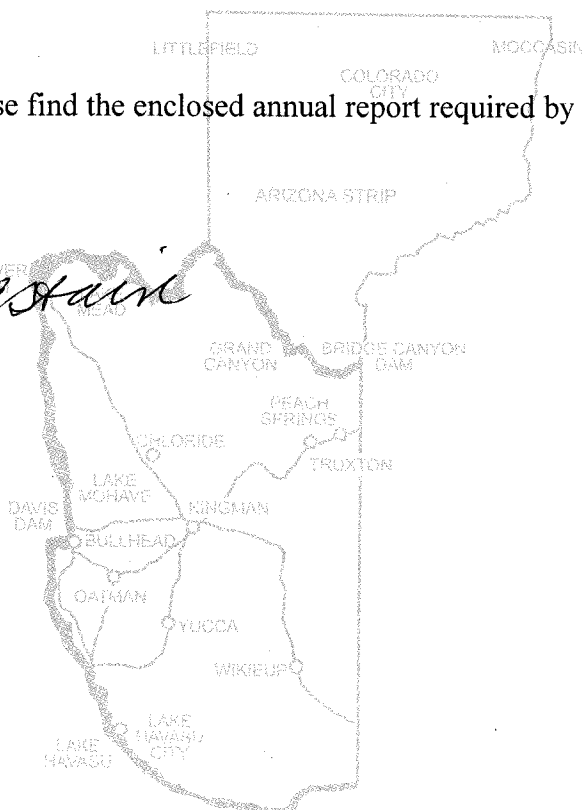 LITTLEFIELD MOCCASIN
COLORADO
CITY
se find the enclosed annual report required by
ARIZONA STRIP
MEAD
GRAND
CANYON
BRIDGE CANYON
DAM
PEACH
SPRINGS
CHLORIDE
TRUXTON
LAKE
MOHAVE
DAVIS
DAM
KINGMAN
BULLHEAD
OATMAN
YUCCA
WIKIEUP
LAKE
HAVASU
CITY
LAKE
HAVASU